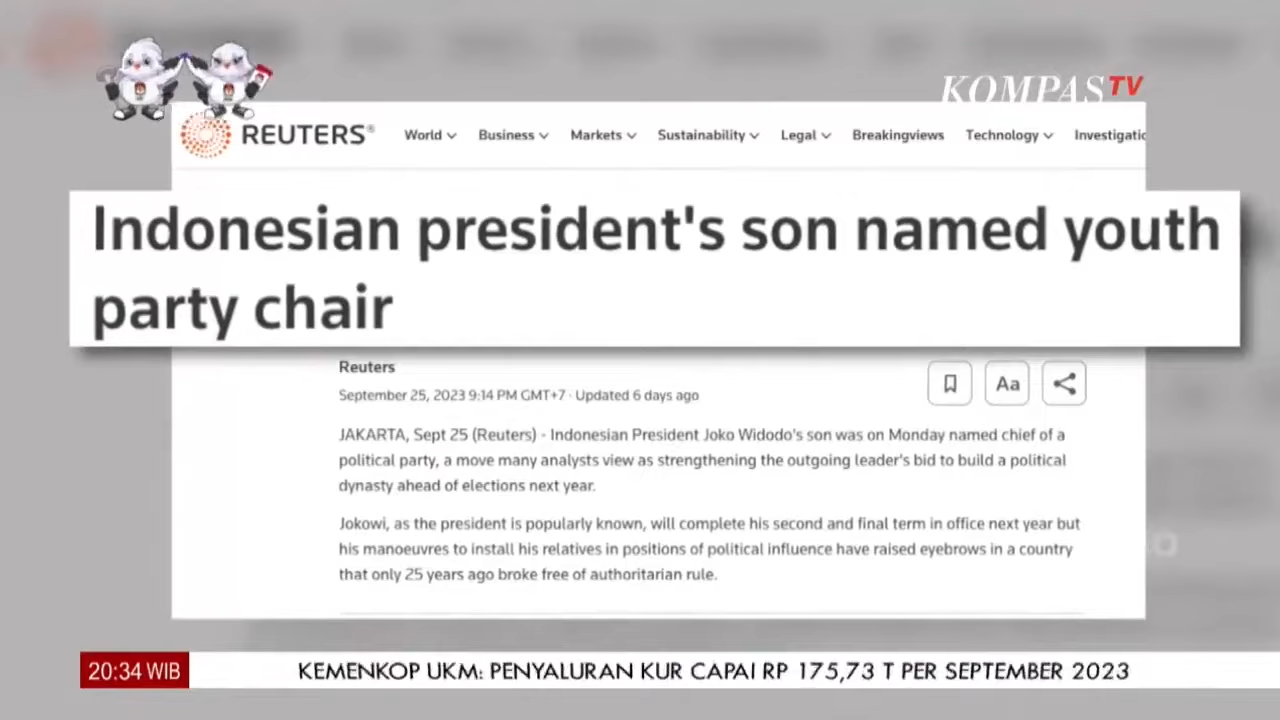 KOMPASTV
REUTERS®
World Business Markets Sustainability Legal Breakingviews Technology
Indonesian president's son named youth
party chair
Reuters
September 25, 2023 9:14 PM GMT+7 · Updated 6 days ago
Aa
JAKARTA, Sept 25 (Reuters) - Indonesian President Joko Widodo's son was on Monday named chief of a
political party, a move many analysts view as strengthening the outgoing leader's bid to build a political
dynasty ahead of elections next year.
Jokowi, as the president is popularly known, will complete his second and final term in office next year but
his manoeuvres to install his relatives in positions of political influence have raised eyebrows in a country
that only 25 years ago broke free of authoritarian rule.
20:34 WIB
KEMENKOP UKM: PENYALURAN KUR CAPAI RP 175,73 T PER SEPTEMBER 2023